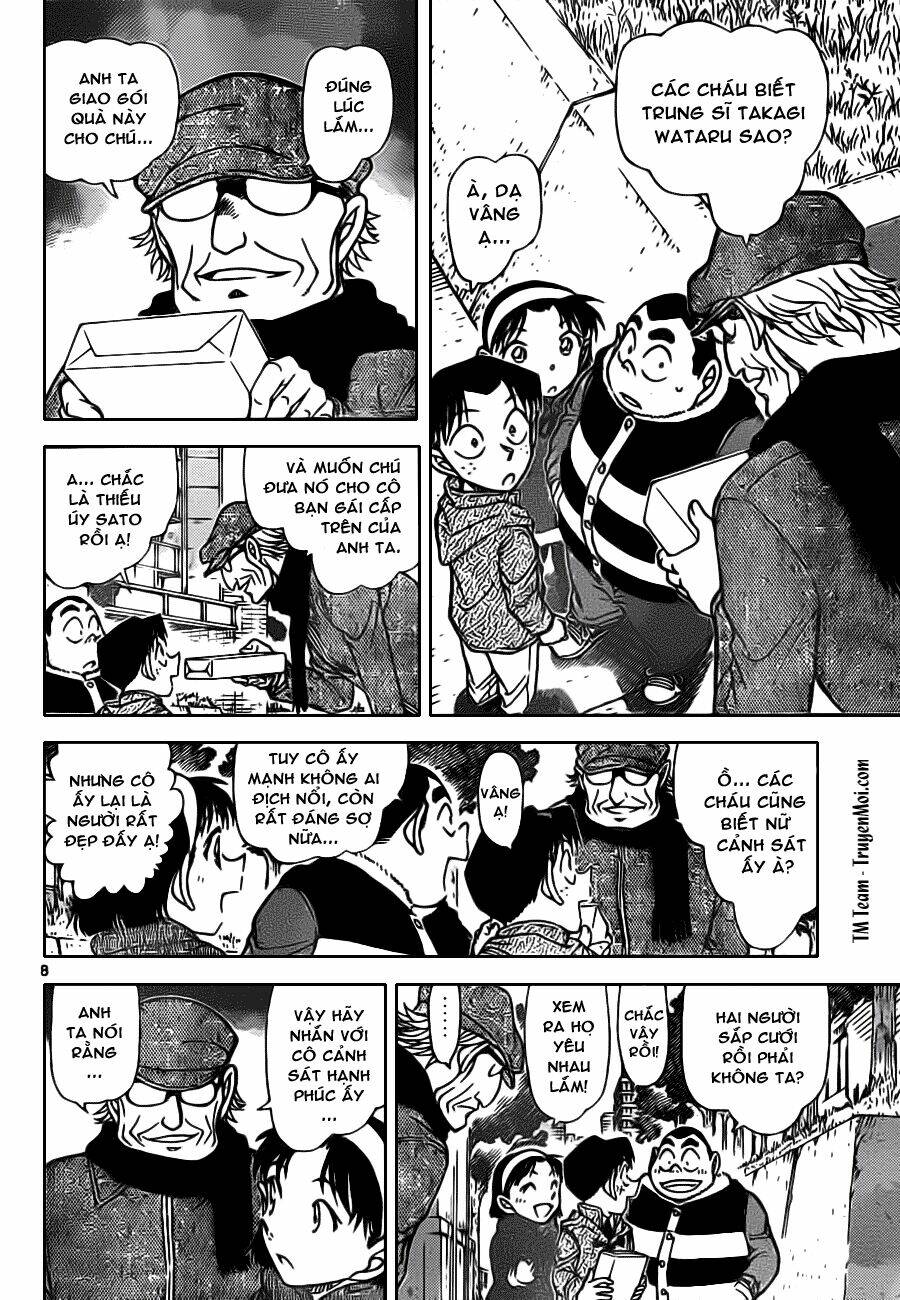 CÁC CHÁU BIẾT
TRUNG SĨ TAKAGI
WATARU SAO?
À, DẠ
VÂNG
Ạ...
ĐÚNG
LÚC
LẮM...
ANH TA
GIAO GÓI
QUÀ NÀY
CHO CHÚ...
VÀ MUỐN CHÚ
ĐƯA NÓ CHO CÔ
BẠN GÁI CẤP
TRÊN CỦA
ANH TA.
A... CHẮC
LÀ THIẾU
ÚY SATO
RỒI Ạ!
Ồ... CÁC
CHÁU CŨNG
BIẾT NỮ
CẢNH SÁT
ẤY À?
VÂNG
Ạ!
TUY CÔ ẤY
MẠNH KHÔNG AI
ĐỊCH NỔI, CÒN
RẤT ĐÁNG SỢ
NỮA...
NHƯNG CÔ
ẤY LẠI LÀ
NGƯỜI RẤT
ĐẸP ĐẤY Ạ!
TM Team - TruyenMoi.com
8
HAI NGƯỜI
SẮP CƯỚI
RỒI PHẢI
KHÔNG TA?
CHẮC
VẬY
RỒI!
XEM
RA HỌ
YÊU
NHAU
LẮM!
......
VẬY HÃY
NHẮN VỚI
CÔ CẢNH
SÁT HẠNH
PHÚC ẤY
...
ANH
TA NÓI
RẰNG
...